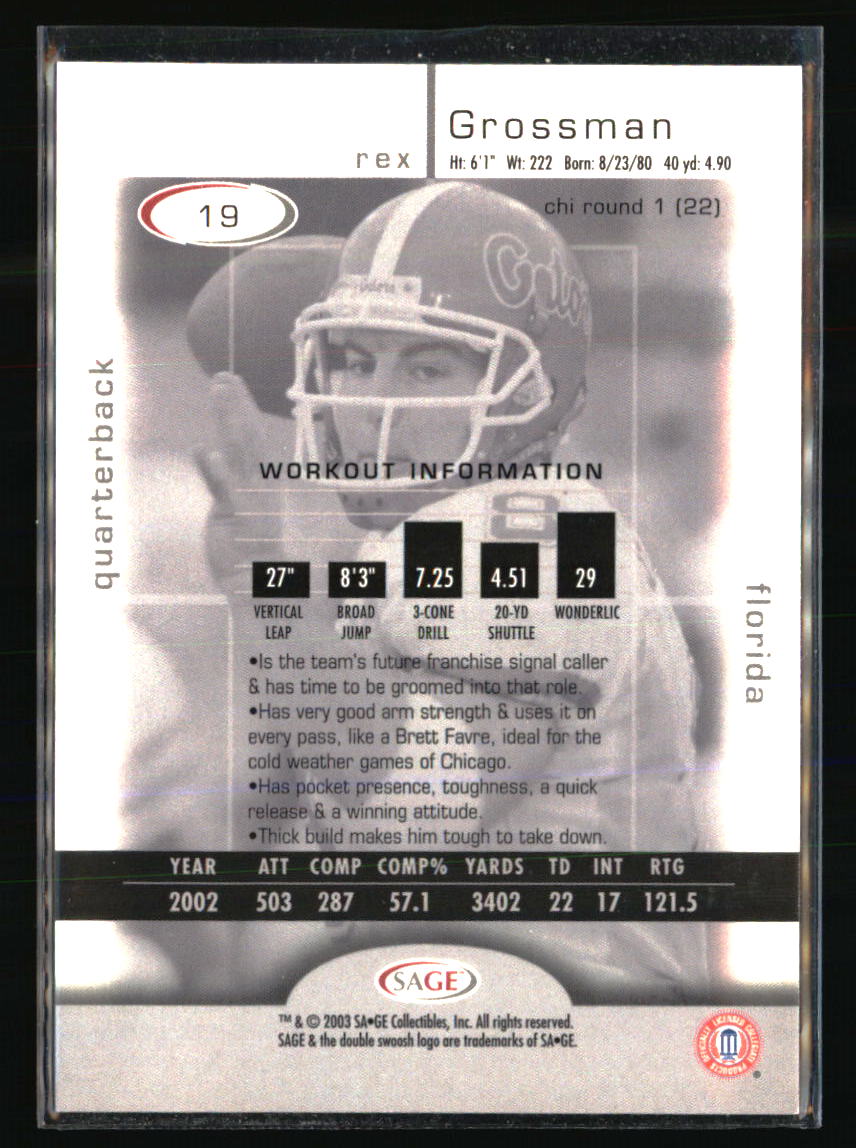 rex
Grossman
Ht: 6'1" Wt: 222 Born: 8/23/80 40 yd: 4.90
19
chi round 1 (22)
quarterback
florida
WORKOUT INFORMATION
27" 8'3" 7.25 4.51 29
VERTICAL LEAP BROAD JUMP 3-CONE DRILL 20-YD SHUTTLE WONDERLIC
•Is the team's future franchise signal caller
& has time to be groomed into that role.
•Has very good arm strength & uses it on
every pass, like a Brett Favre, ideal for the
cold weather games of Chicago.
•Has pocket presence, toughness, a quick
release & a winning attitude.
•Thick build makes him tough to take down.
YEAR ATT COMP COMP% YARDS TD INT RTG
2002 503 287 57.1 3402 22 17 121.5
SAGE
™ & © 2003 SA•GE Collectibles, Inc. All rights reserved.
SAGE & the double swoosh logo are trademarks of SA•GE.
OFFICIALLY LICENSED COLLEGIATE PRODUCTS